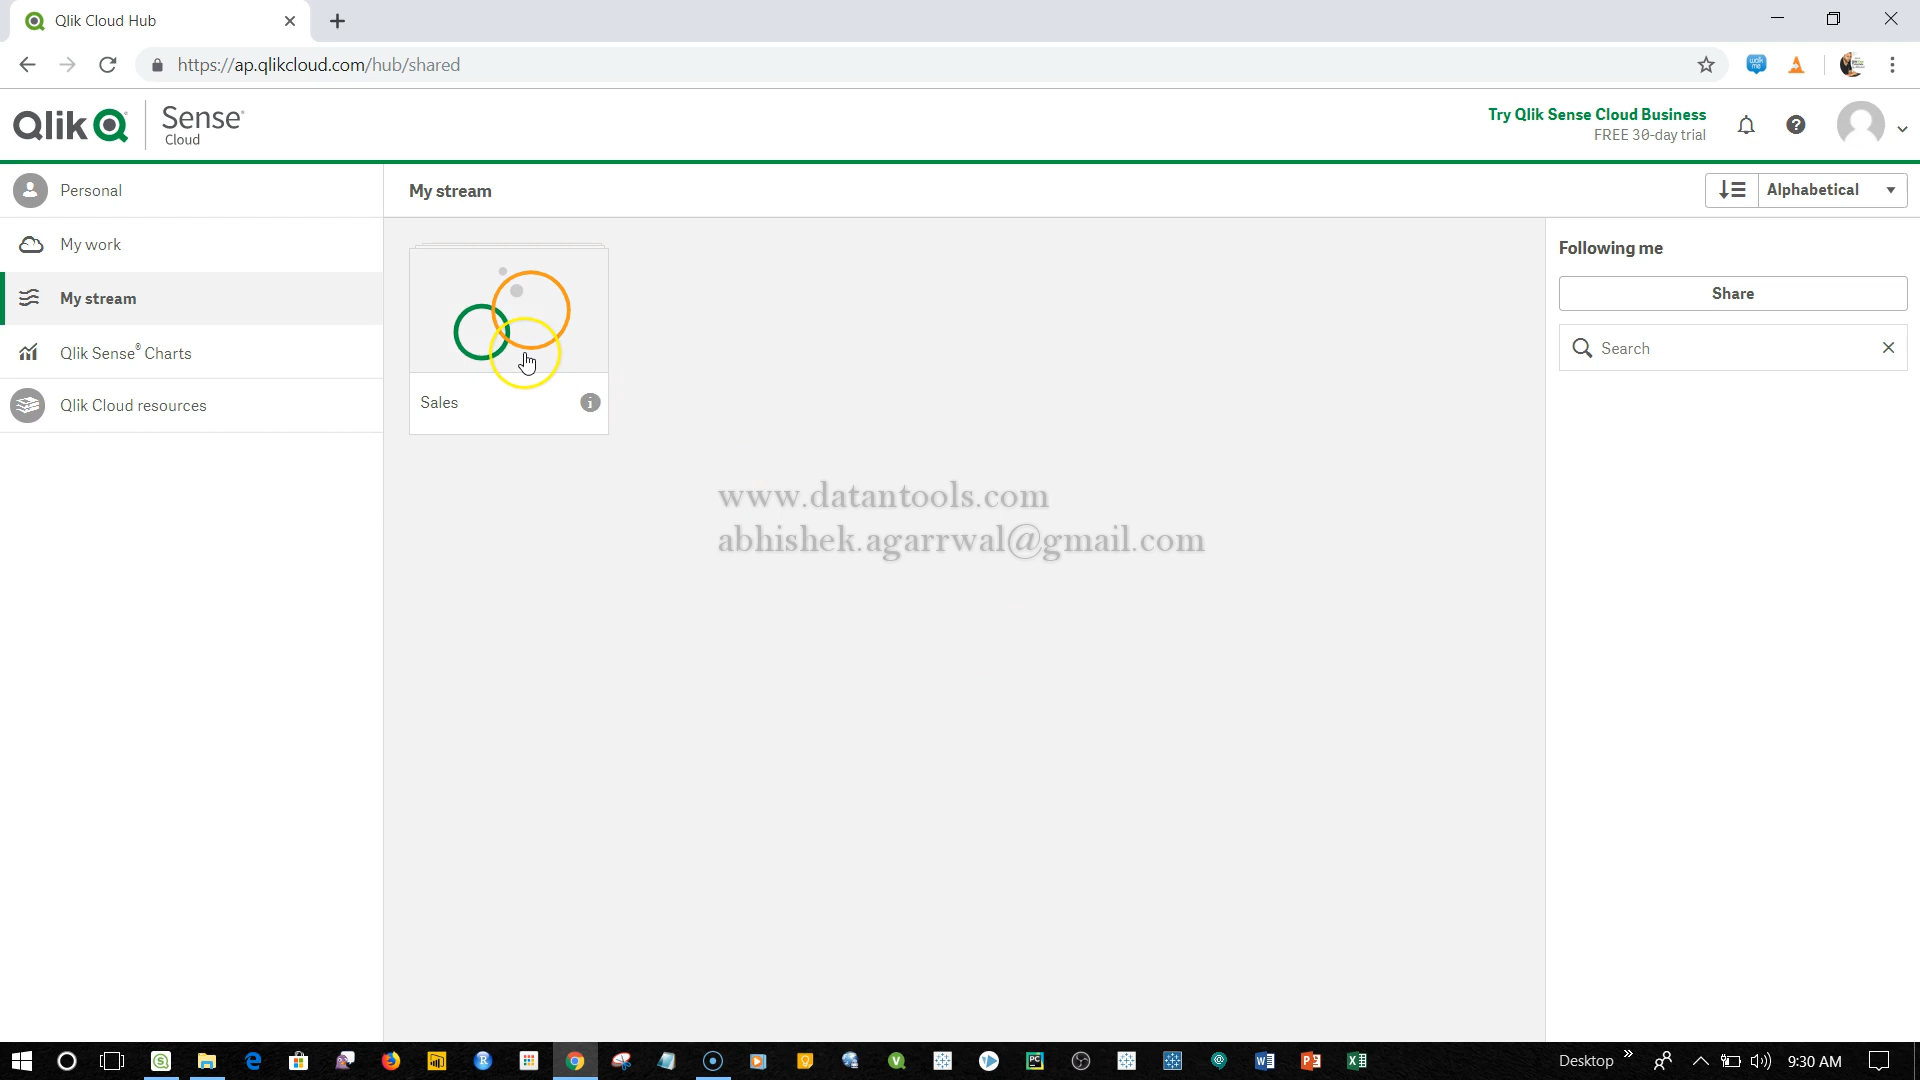 Qlik Cloud Hub
https://ap.qlikcloud.com/hub/shared
Qlik
Sense®
Cloud
Try Qlik Sense Cloud Business
FREE 30-day trial
Personal
My stream
Alphabetical
My work
My stream
Qlik Sense® Charts
Qlik Cloud resources
Sales
Following me
Share
Search
www.datantools.com
abhishek.agarrwal@gmail.com
Desktop
9:30 AM